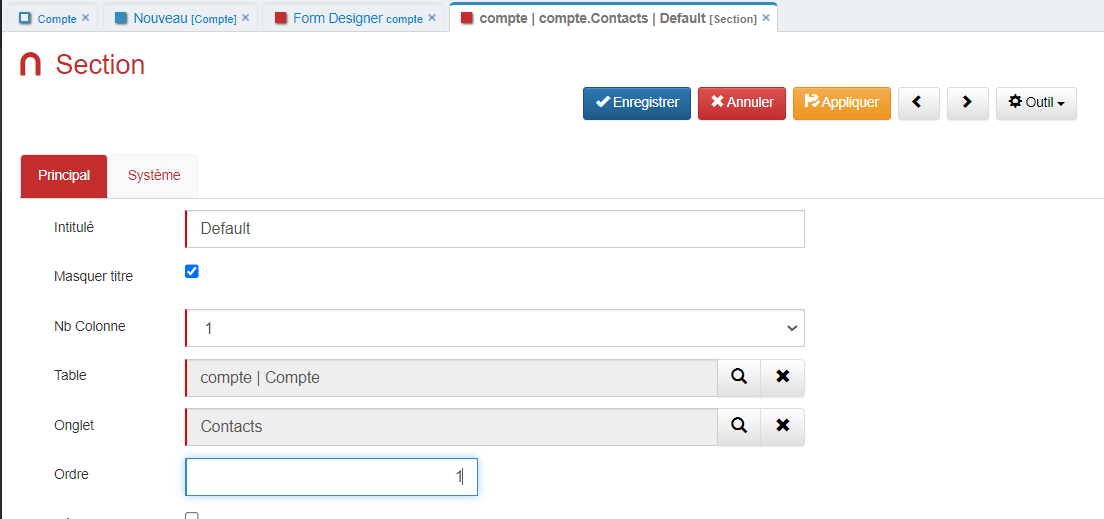 Compte × Nouveau [Compte] × Form Designer compte × compte | compte.Contacts | Default [Section] ×
Section
Enregistrer Annuler Appliquer Outil
Principal Système
Intitulé Default
Masquer titre
Nb Colonne 1
Table compte | Compte
Onglet Contacts
Ordre 1